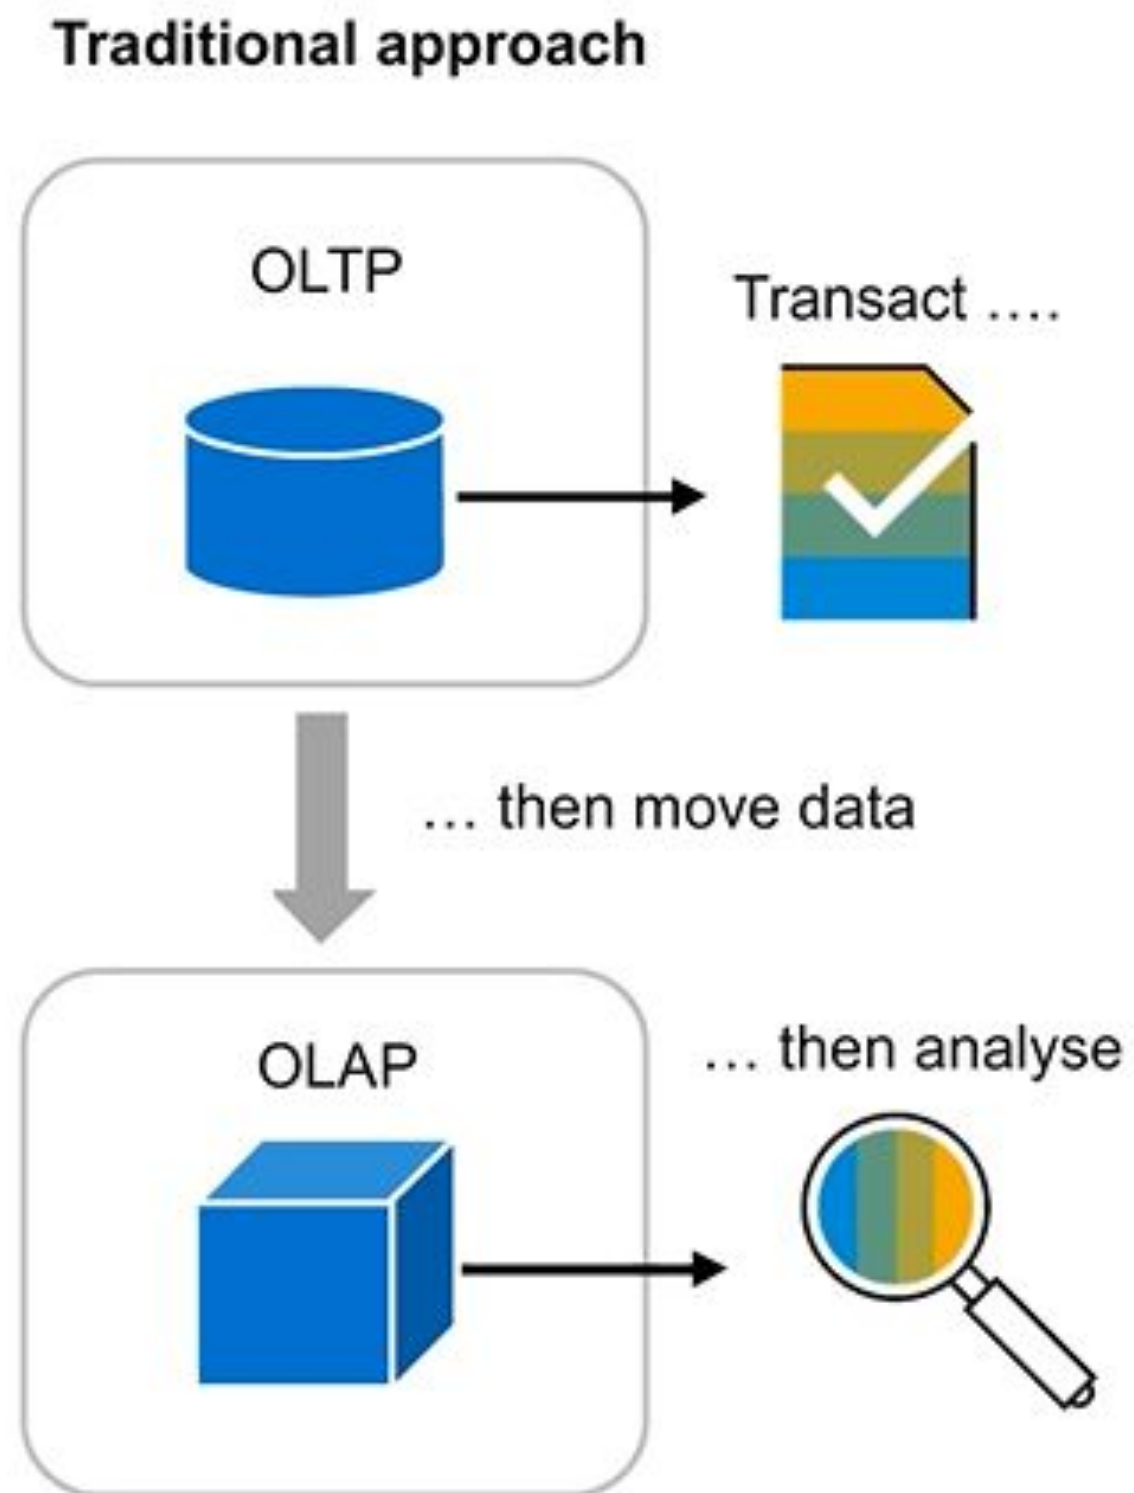 Traditional approach
OLTP
Transact ....
... then move data
OLAP
... then analyse